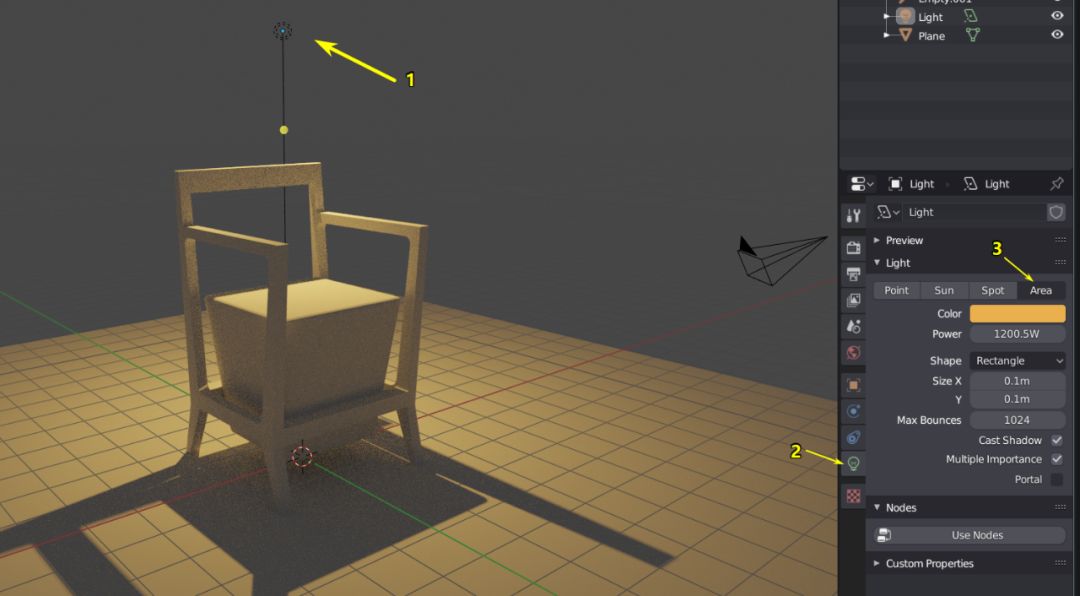 Empty.001
Light
Plane
1
Light Light
Light
Preview
3
Light
Point Sun Spot Area
Color
Power 1200.5W
Shape Rectangle
Size X 0.1m
Y 0.1m
Max Bounces 1024
Cast Shadow
2
Multiple Importance
Portal
Nodes
Use Nodes
Custom Properties